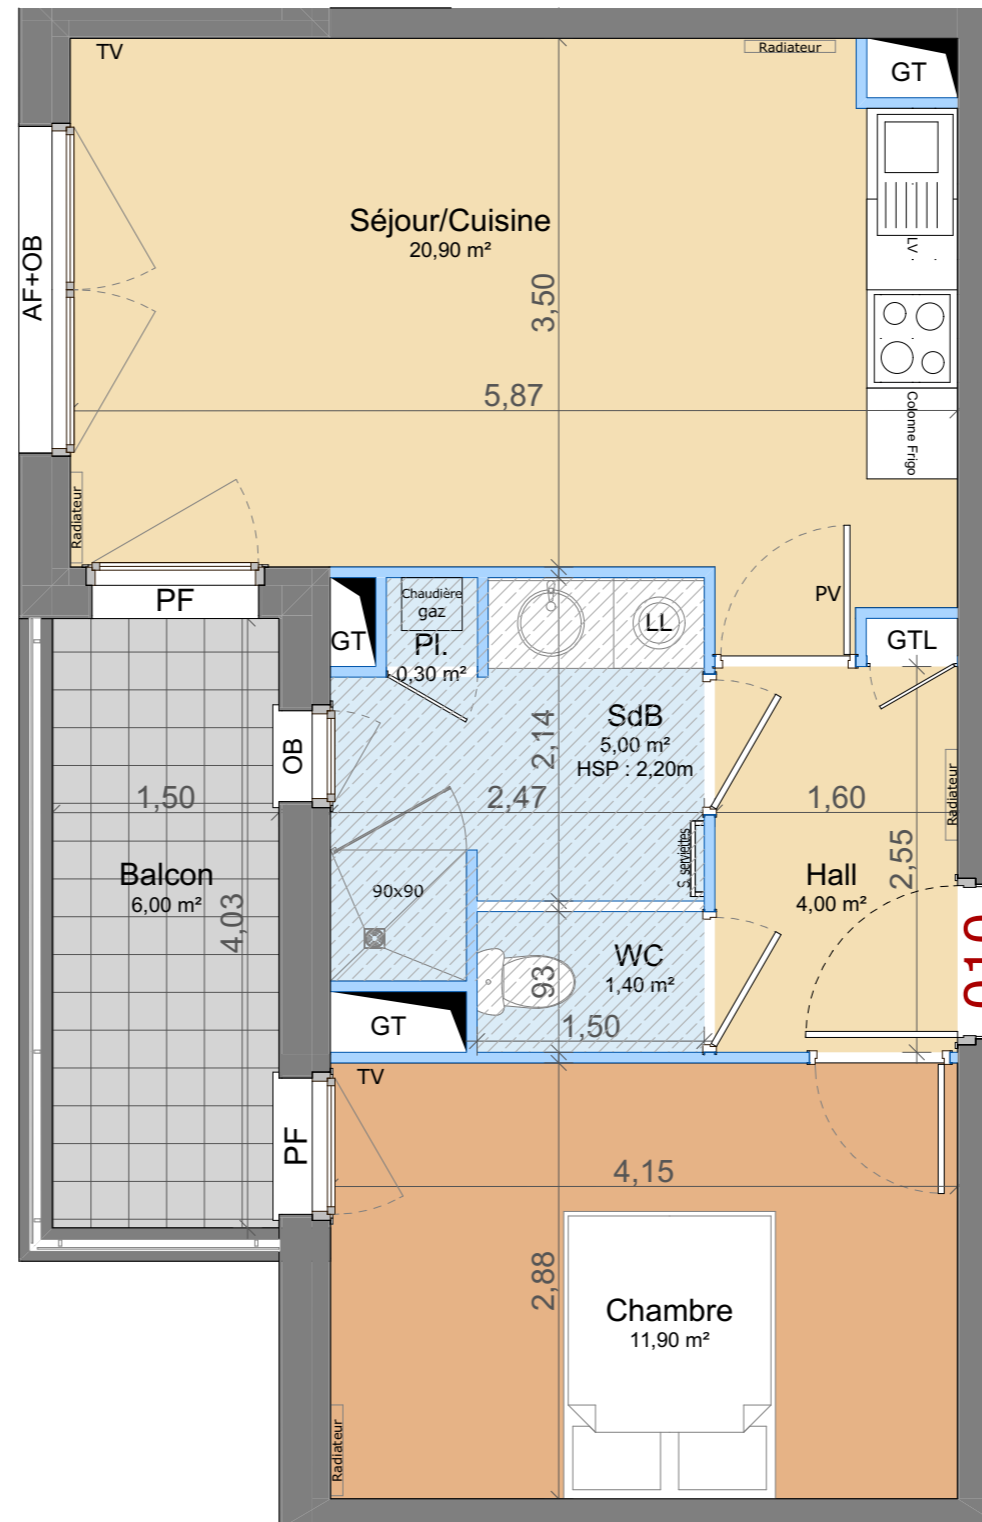 TV
Radiateur
GT
Séjour/Cuisine
20,90 m²
LV
AF+OB
3,50
5,87
Colonne Frigo
Radiateur
PF
Chaudière
gaz
PV
GT
Pl.
0,30 m²
LL
GTL
SdB
5,00 m²
HSP : 2,20m
OB
2,14
1,50
2,47
1,60
Radiateur
S. serviettes
2,55
Balcon
6,00 m²
90x90
Hall
4,00 m²
4,03
WC
1,40 m²
93
GT
1,50
TV
PF
4,15
2,88
Chambre
11,90 m²
Radiateur